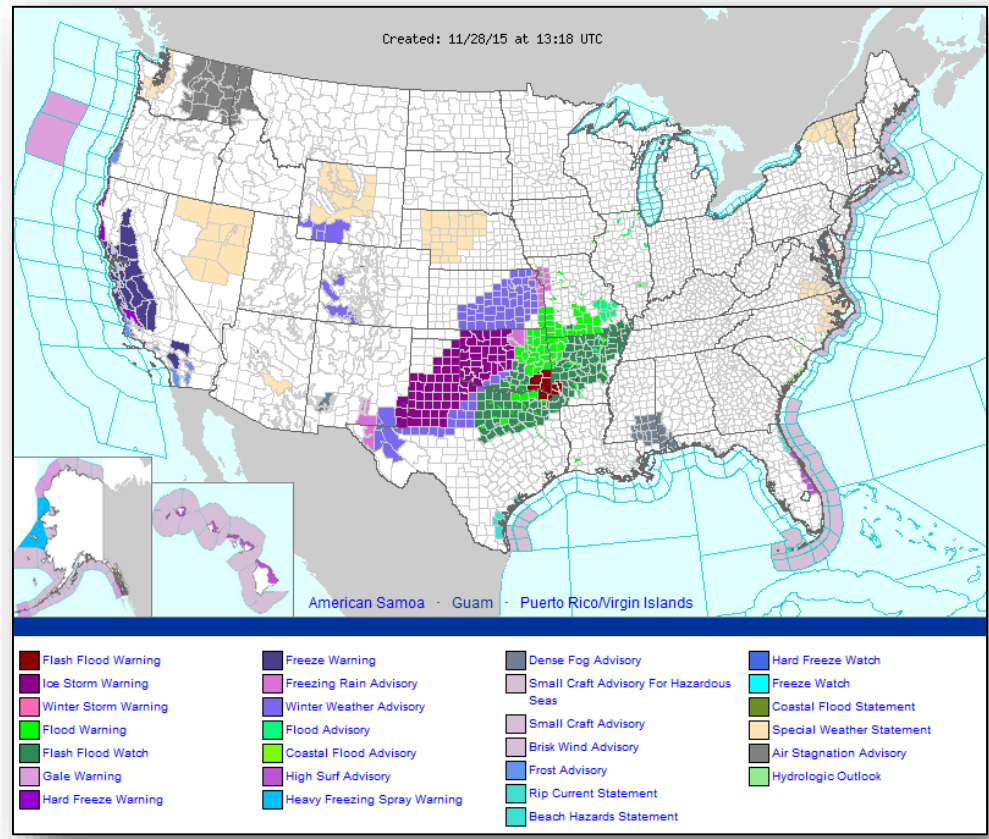 Created: 11/28/15 at 13:18 UTC
American Samoa - Guam - Puerto Rico/Virgin Islands
Flash Flood Warning
Ice Storm Warning
Winter Storm Warning
Flood Warning
Flash Flood Watch
Gale Warning
Hard Freeze Warning
Freeze Warning
Freezing Rain Advisory
Winter Weather Advisory
Flood Advisory
Coastal Flood Advisory
High Surf Advisory
Heavy Freezing Spray Warning
Dense Fog Advisory
Small Craft Advisory For Hazardous
Seas
Small Craft Advisory
Brisk Wind Advisory
Frost Advisory
Rip Current Statement
Beach Hazards Statement
Hard Freeze Watch
Freeze Watch
Coastal Flood Statement
Special Weather Statement
Air Stagnation Advisory
Hydrologic Outlook